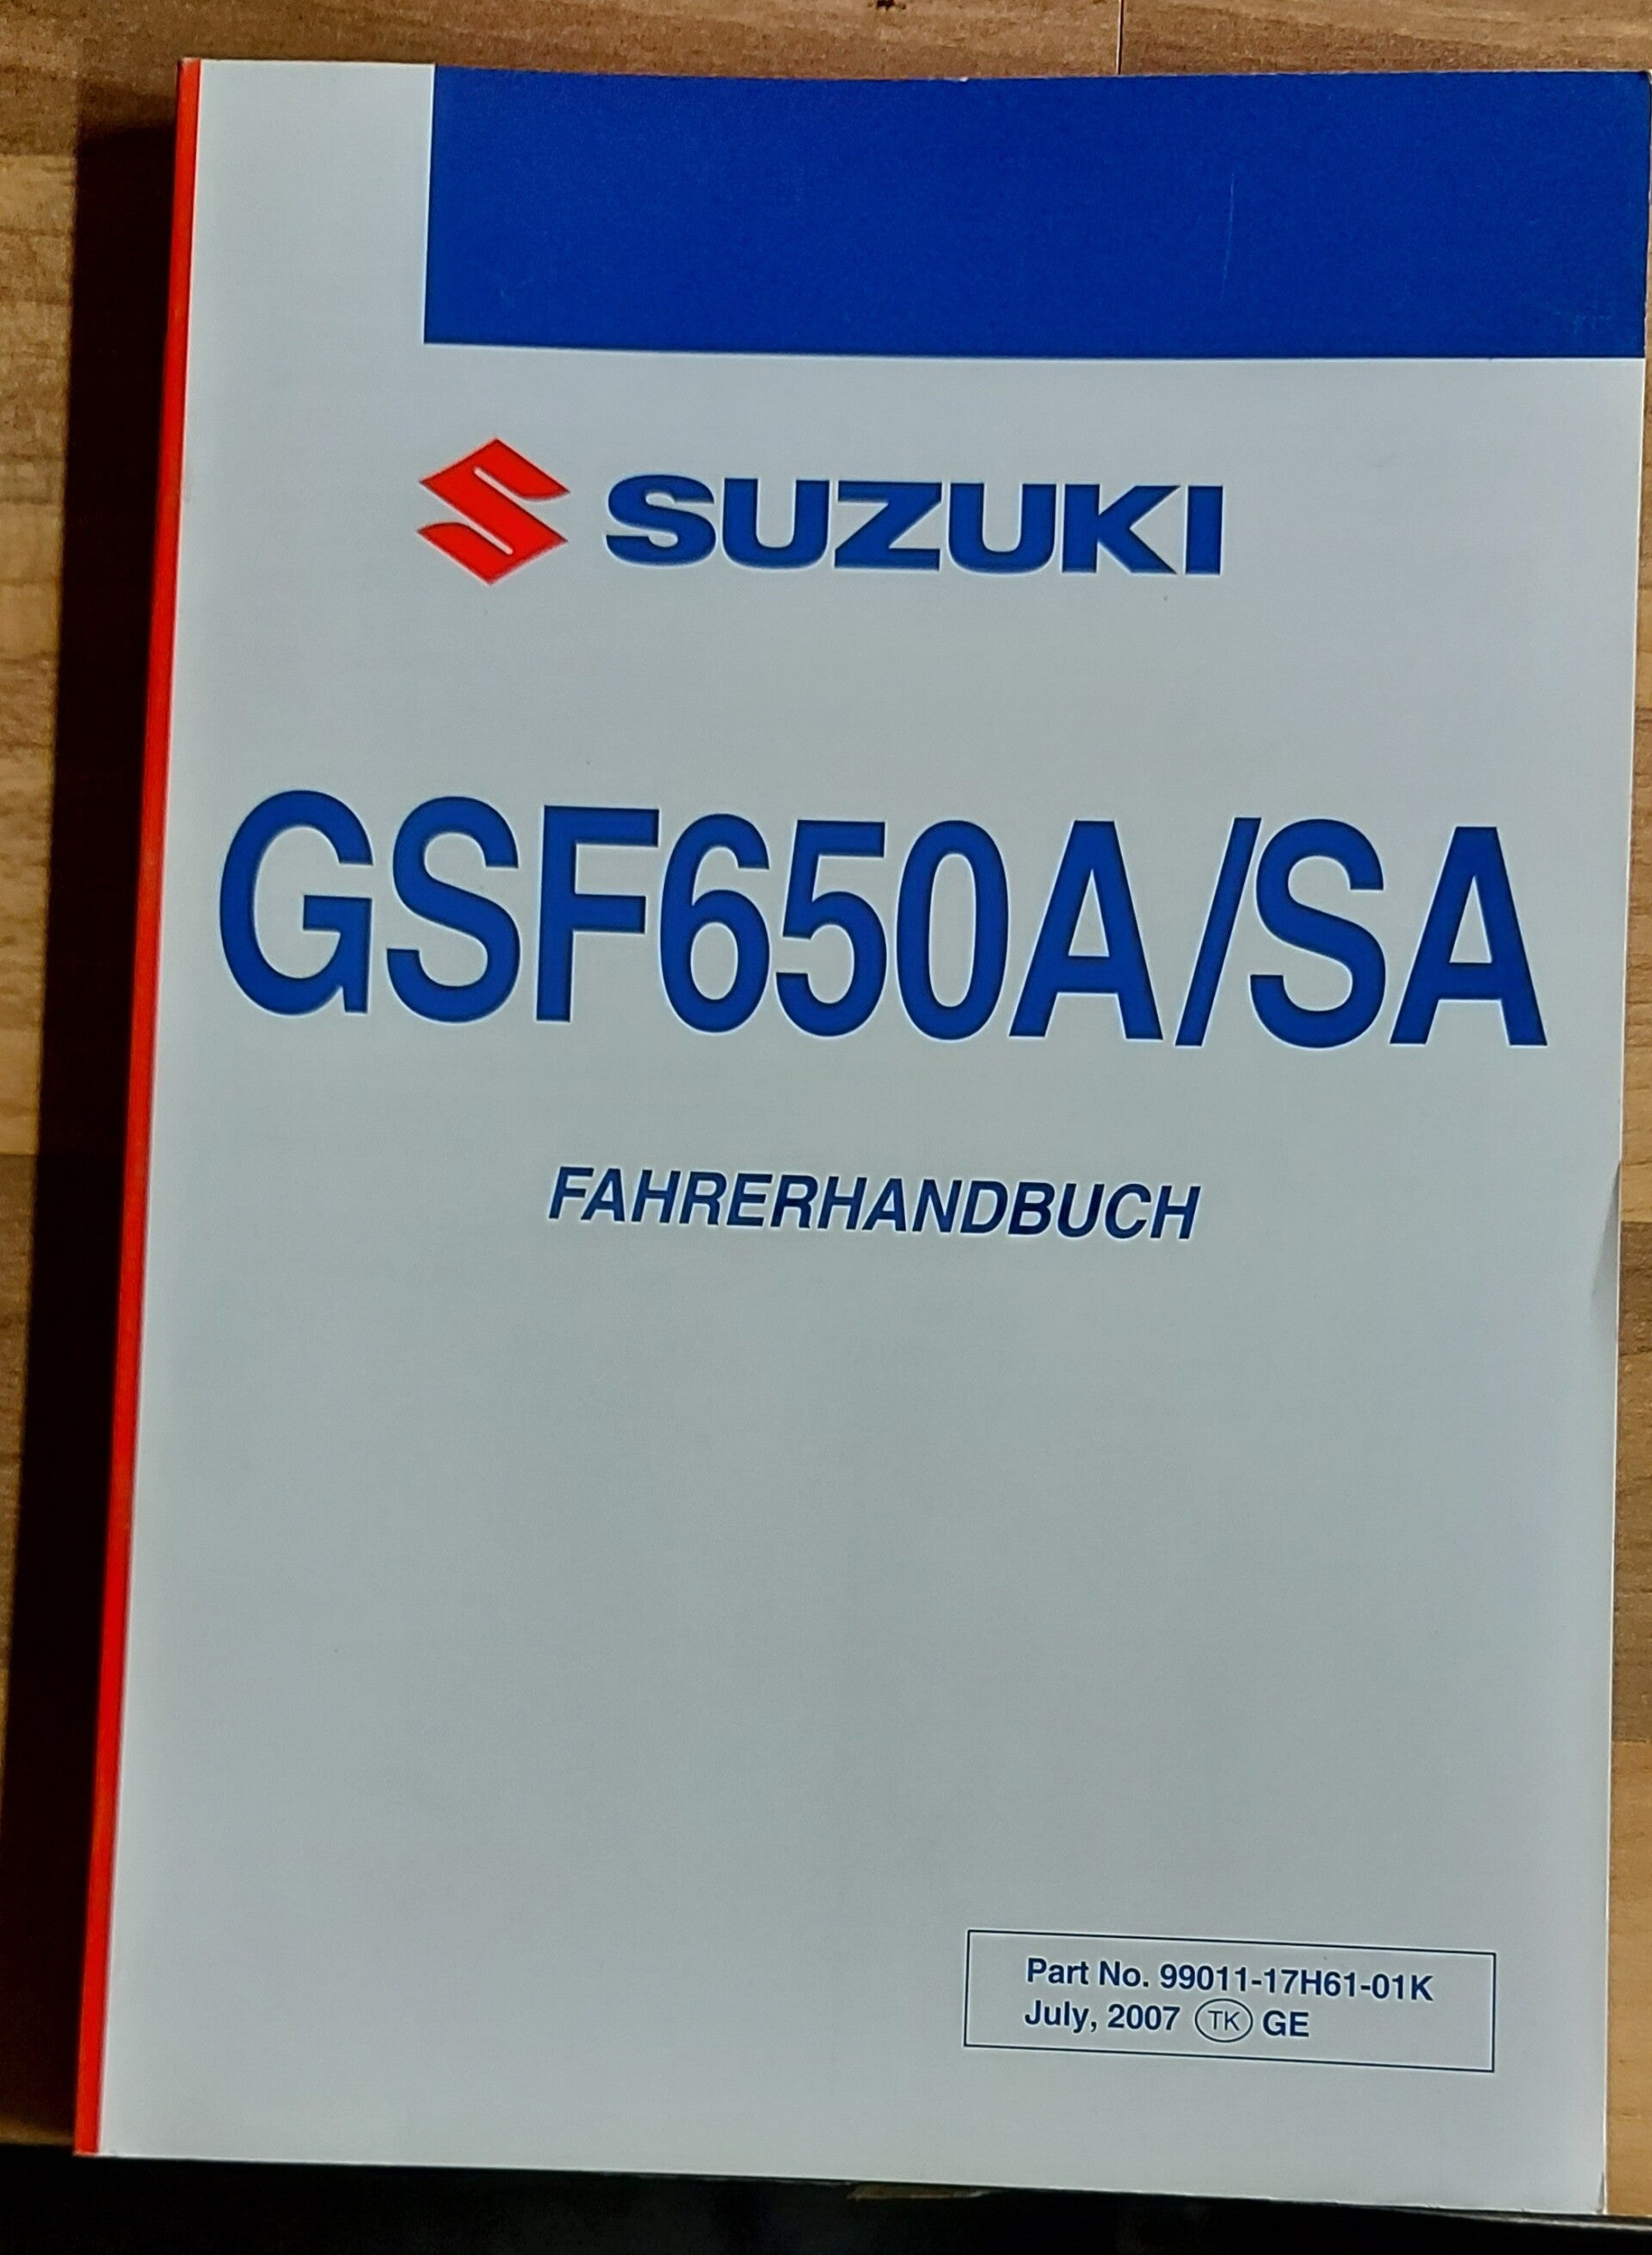 SUZUKI
GSF650A/SA
FAHRERHANDBUCH
Part No. 99011-17H61-01K
July, 2007 TK GE